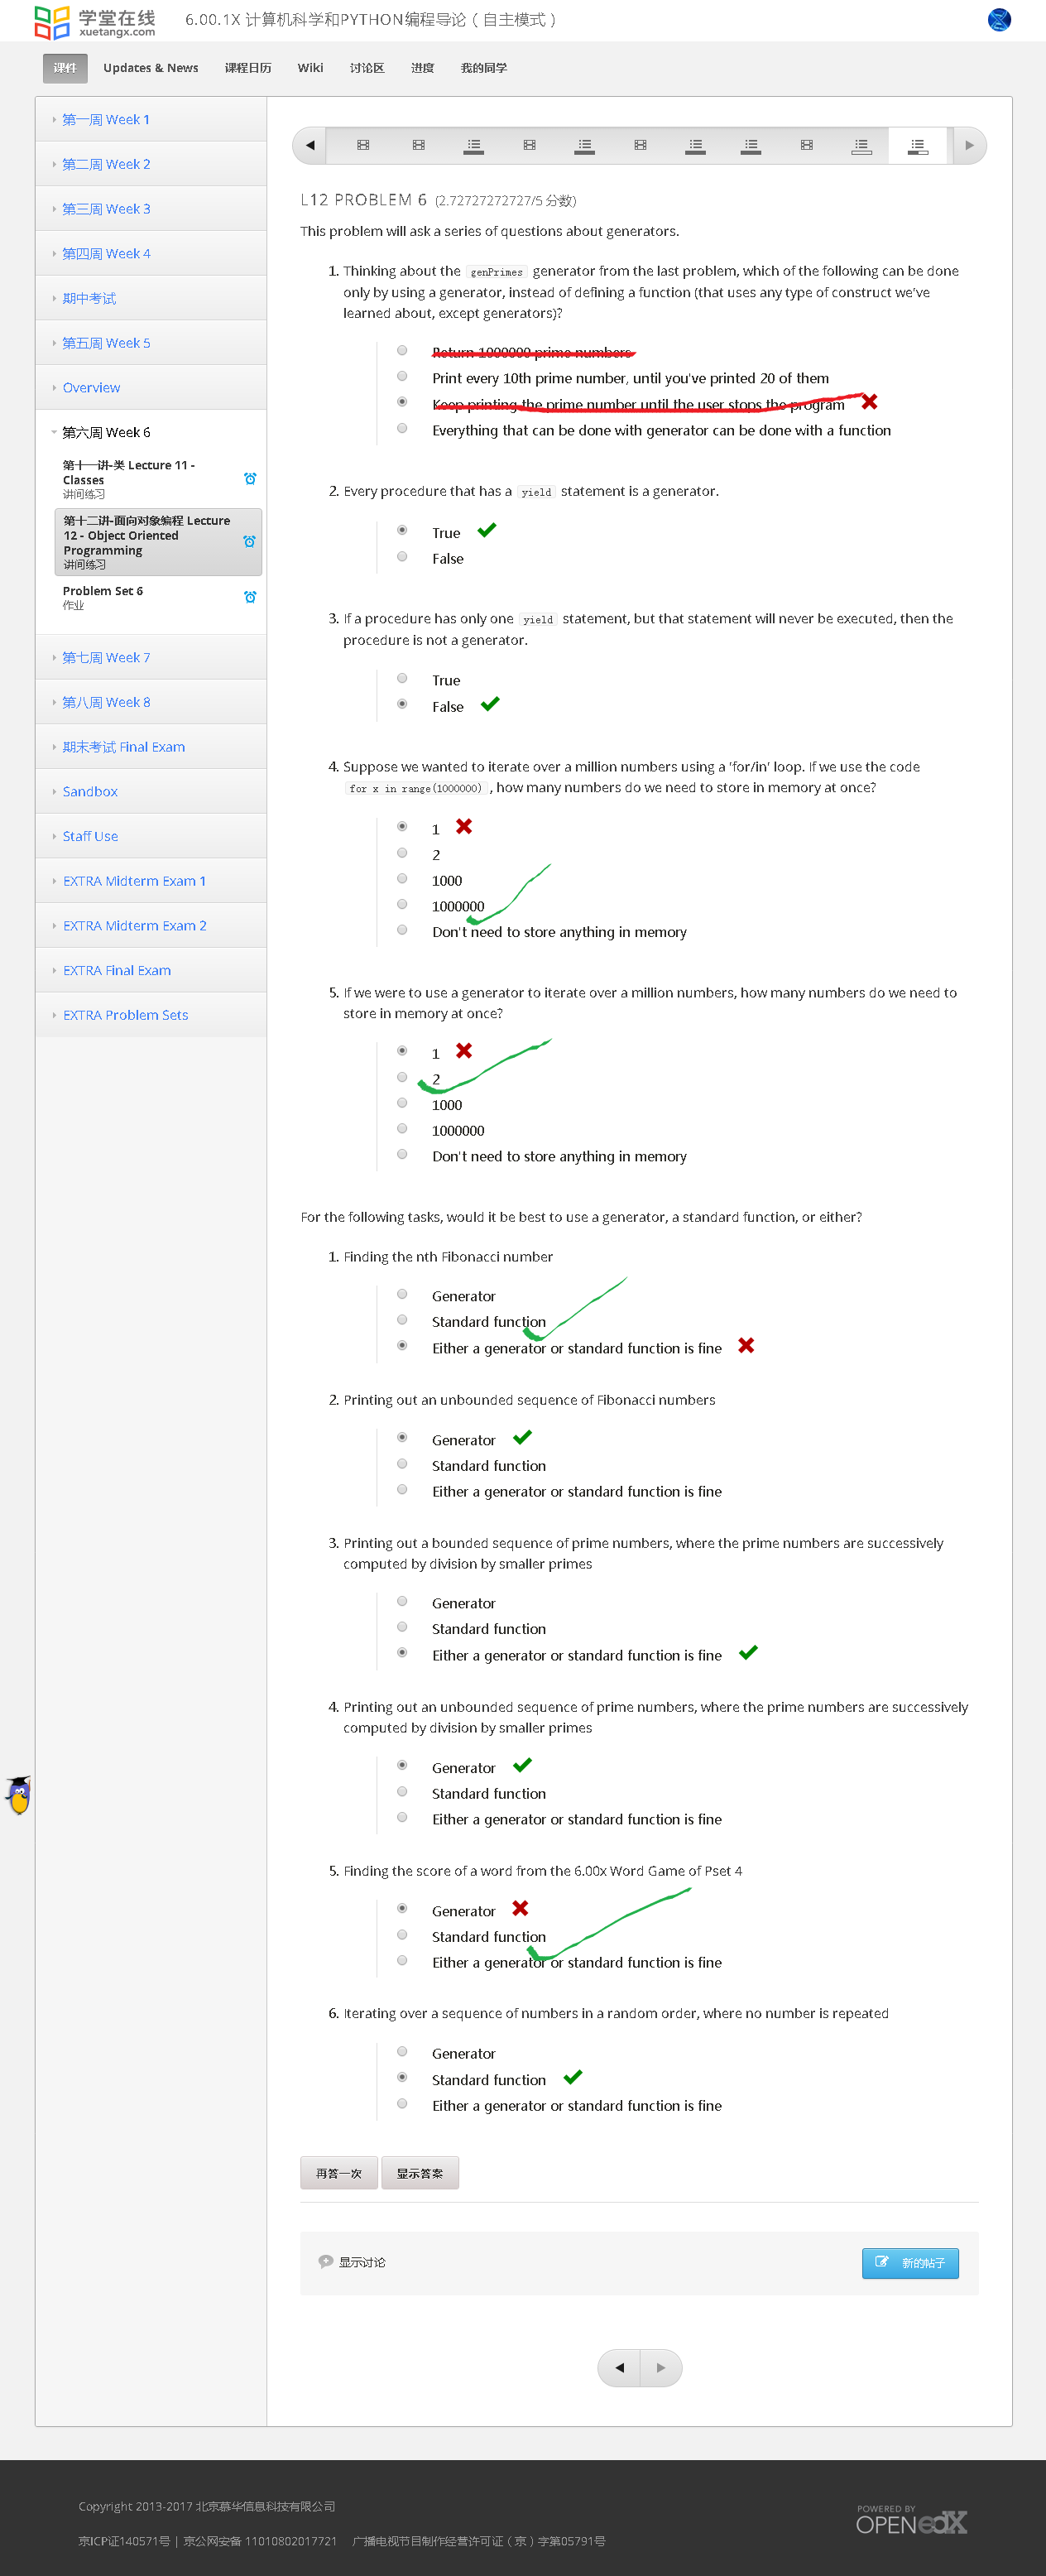 学堂在线
xuetangx.com
6.00.1X 计算机科学和PYTHON编程导论（自主模式）
课件
Updates & News
课程日历
Wiki
讨论区
进度
我的同学
第一周 Week 1
第二周 Week 2
第三周 Week 3
第四周 Week 4
期中考试
第五周 Week 5
Overview
第六周 Week 6
第十一讲-类 Lecture 11 -
Classes
讲间练习
第十二讲-面向对象编程 Lecture
12 - Object Oriented
Programming
讲间练习
Problem Set 6
作业
第七周 Week 7
第八周 Week 8
期末考试 Final Exam
Sandbox
Staff Use
EXTRA Midterm Exam 1
EXTRA Midterm Exam 2
EXTRA Final Exam
EXTRA Problem Sets
L12 PROBLEM 6 (2.72727272727/5 分数)
This problem will ask a series of questions about generators.
1. Thinking about the genPrimes generator from the last problem, which of the following can be done
only by using a generator, instead of defining a function (that uses any type of construct we've
learned about, except generators)?
Return 1000000 prime numbers
Print every 10th prime number, until you've printed 20 of them
Keep printing the prime number until the user stops the program
Everything that can be done with generator can be done with a function
2. Every procedure that has a yield statement is a generator.
True
False
3. If a procedure has only one yield statement, but that statement will never be executed, then the
procedure is not a generator.
True
False
4. Suppose we wanted to iterate over a million numbers using a 'for/in' loop. If we use the code
for x in range(1000000) , how many numbers do we need to store in memory at once?
1
2
1000
1000000
Don't need to store anything in memory
5. If we were to use a generator to iterate over a million numbers, how many numbers do we need to
store in memory at once?
1
2
1000
1000000
Don't need to store anything in memory
For the following tasks, would it be best to use a generator, a standard function, or either?
1. Finding the nth Fibonacci number
Generator
Standard function
Either a generator or standard function is fine
2. Printing out an unbounded sequence of Fibonacci numbers
Generator
Standard function
Either a generator or standard function is fine
3. Printing out a bounded sequence of prime numbers, where the prime numbers are successively
computed by division by smaller primes
Generator
Standard function
Either a generator or standard function is fine
4. Printing out an unbounded sequence of prime numbers, where the prime numbers are successively
computed by division by smaller primes
Generator
Standard function
Either a generator or standard function is fine
5. Finding the score of a word from the 6.00x Word Game of Pset 4
Generator
Standard function
Either a generator or standard function is fine
6. Iterating over a sequence of numbers in a random order, where no number is repeated
Generator
Standard function
Either a generator or standard function is fine
再答一次
显示答案
显示讨论
新的帖子
Copyright 2013-2017 北京慕华信息科技有限公司
京ICP证140571号 | 京公网安备 11010802017721 广播电视节目制作经营许可证（京）字第05791号
POWERED BY
OPEN edX